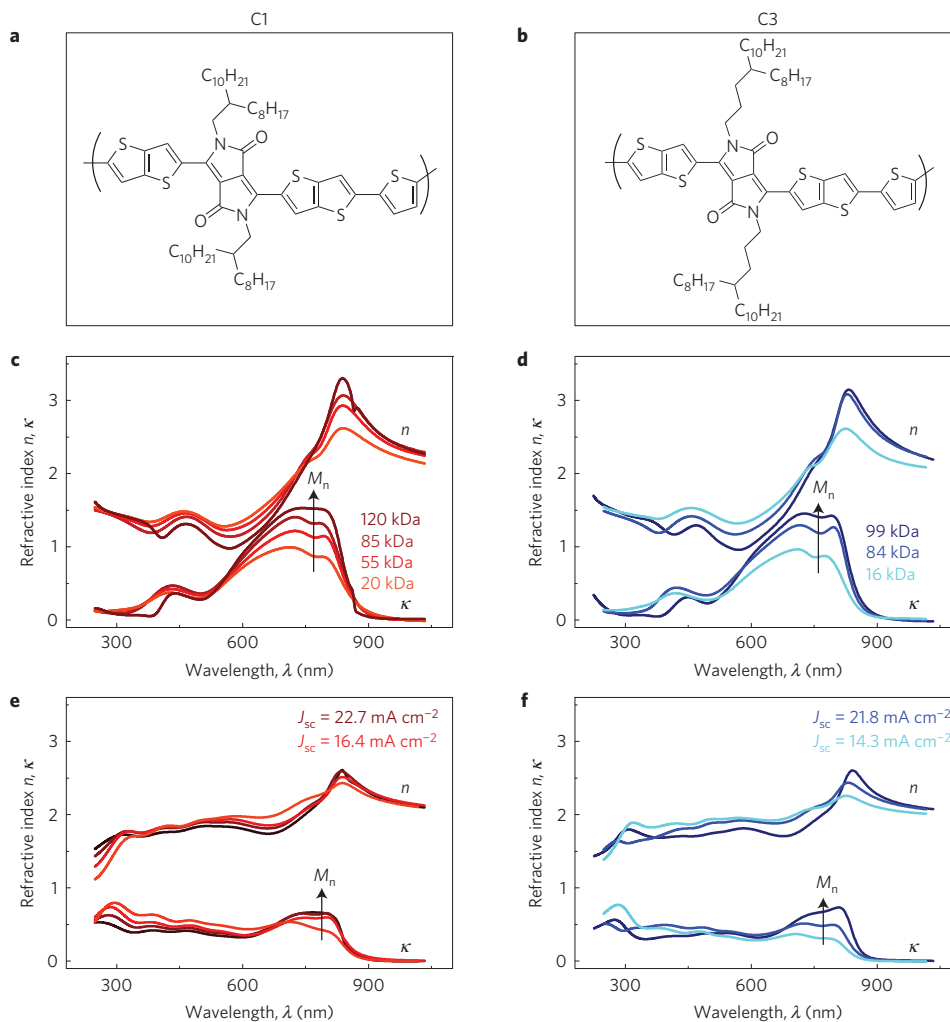 C1
C3
a
b
C10H21
C8H17
N
O
S
S
S
S
S
O
N
C10H21
C8H17
C10H21
C8H17
N
O
S
S
S
S
S
O
N
C8H17
C10H21
c
d
Refractive index n, κ
3
2
1
0
n
Mn
120 kDa
85 kDa
55 kDa
20 kDa
κ
300
600
900
Wavelength, λ (nm)
Refractive index n, κ
3
2
1
0
n
Mn
99 kDa
84 kDa
16 kDa
κ
300
600
900
Wavelength, λ (nm)
e
f
Refractive index n, κ
3
2
1
0
Jsc = 22.7 mA cm−2
Jsc = 16.4 mA cm−2
n
Mn
κ
300
600
900
Wavelength, λ (nm)
Refractive index n, κ
3
2
1
0
Jsc = 21.8 mA cm−2
Jsc = 14.3 mA cm−2
n
Mn
κ
300
600
900
Wavelength, λ (nm)